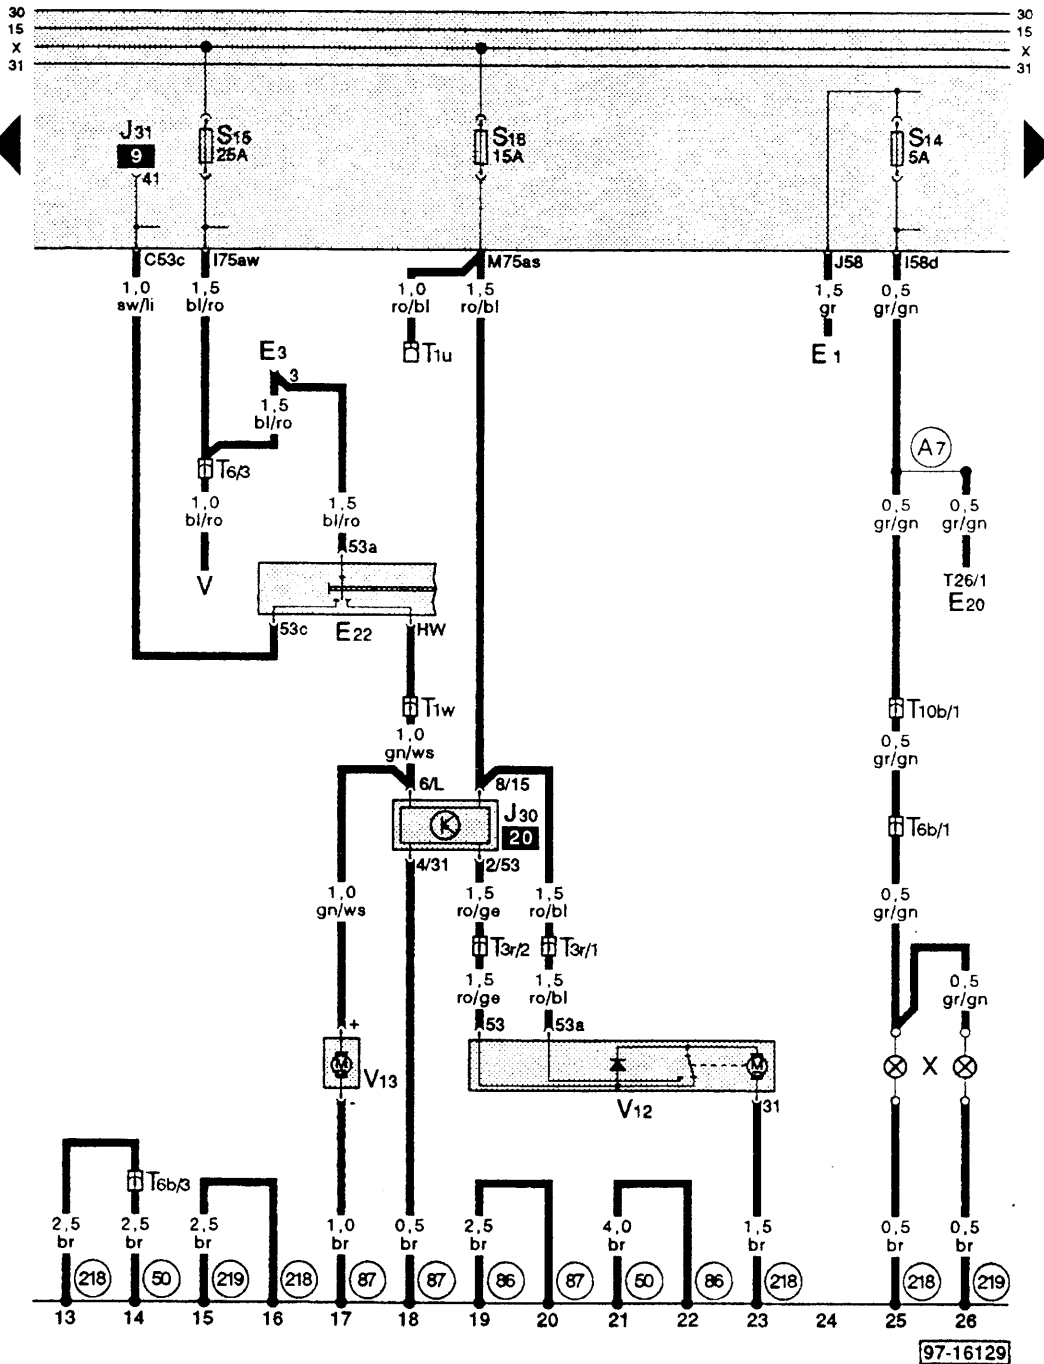 30 30
15 15
X X
31 31
J31 S15 S18 S14
9 25A 15A 5A
41
C53c I75aw M75as J58 I58d
1,0 1,5 1,0 1,5 1,5 0,5
sw/li bl/ro ro/bl ro/bl gr gr/gn
E3 T1u E1
3
1,5
bl/ro
A7
T6/3
1,0 1,5 0,5 0,5
bl/ro bl/ro gr/gn gr/gn
53a
V T26/1
E20
53c E22 HW
T1w T10b/1
1,0 0,5
gn/ws gr/gn
6/L 8/15
J30
20 T6b/1
4/31 2/53
1,0 1,5 1,5 0,5
gn/ws ro/ge ro/bl gr/gn
T3r/2 T3r/1
1,5 1,5 0,5
ro/ge ro/bl gr/gn
+ 53 53a
M M X
V13
- V12 31
T6b/3
2,5 2,5 2,5 1,0 0,5 2,5 4,0 1,5 0,5 0,5
br br br br br br br br br br
218 50 219 218 87 87 86 87 50 86 218 218 219
13 14 15 16 17 18 19 20 21 22 23 24 25 26
97-16129